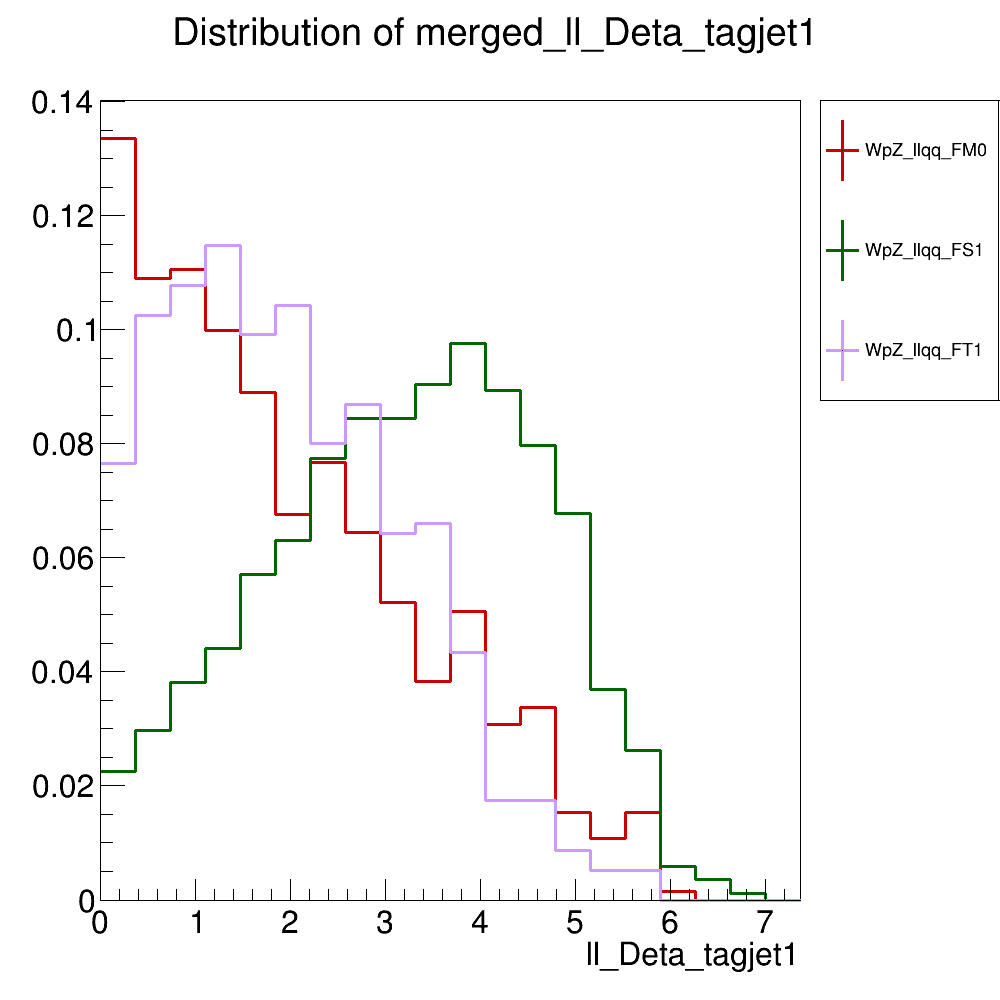 Distribution of merged_ll_Deta_tagjet1
0.14
0.12
0.1
0.08
0.06
0.04
0.02
0
0 1 2 3 4 5 6 7
ll_Deta_tagjet1
WpZ_llqq_FM0
WpZ_llqq_FS1
WpZ_llqq_FT1